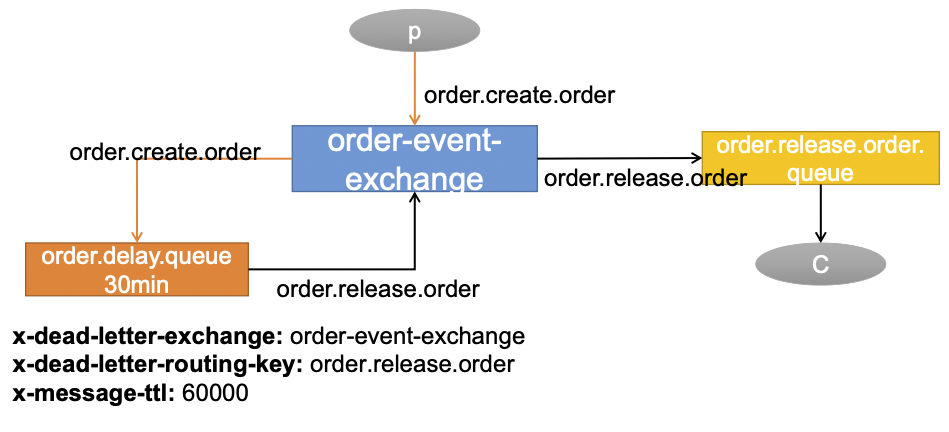 p
order.create.order
order-event-
exchange
order.create.order
order.release.order.
queue
order.release.order
order.delay.queue
30min
order.release.order
C
x-dead-letter-exchange: order-event-exchange
x-dead-letter-routing-key: order.release.order
x-message-ttl: 60000